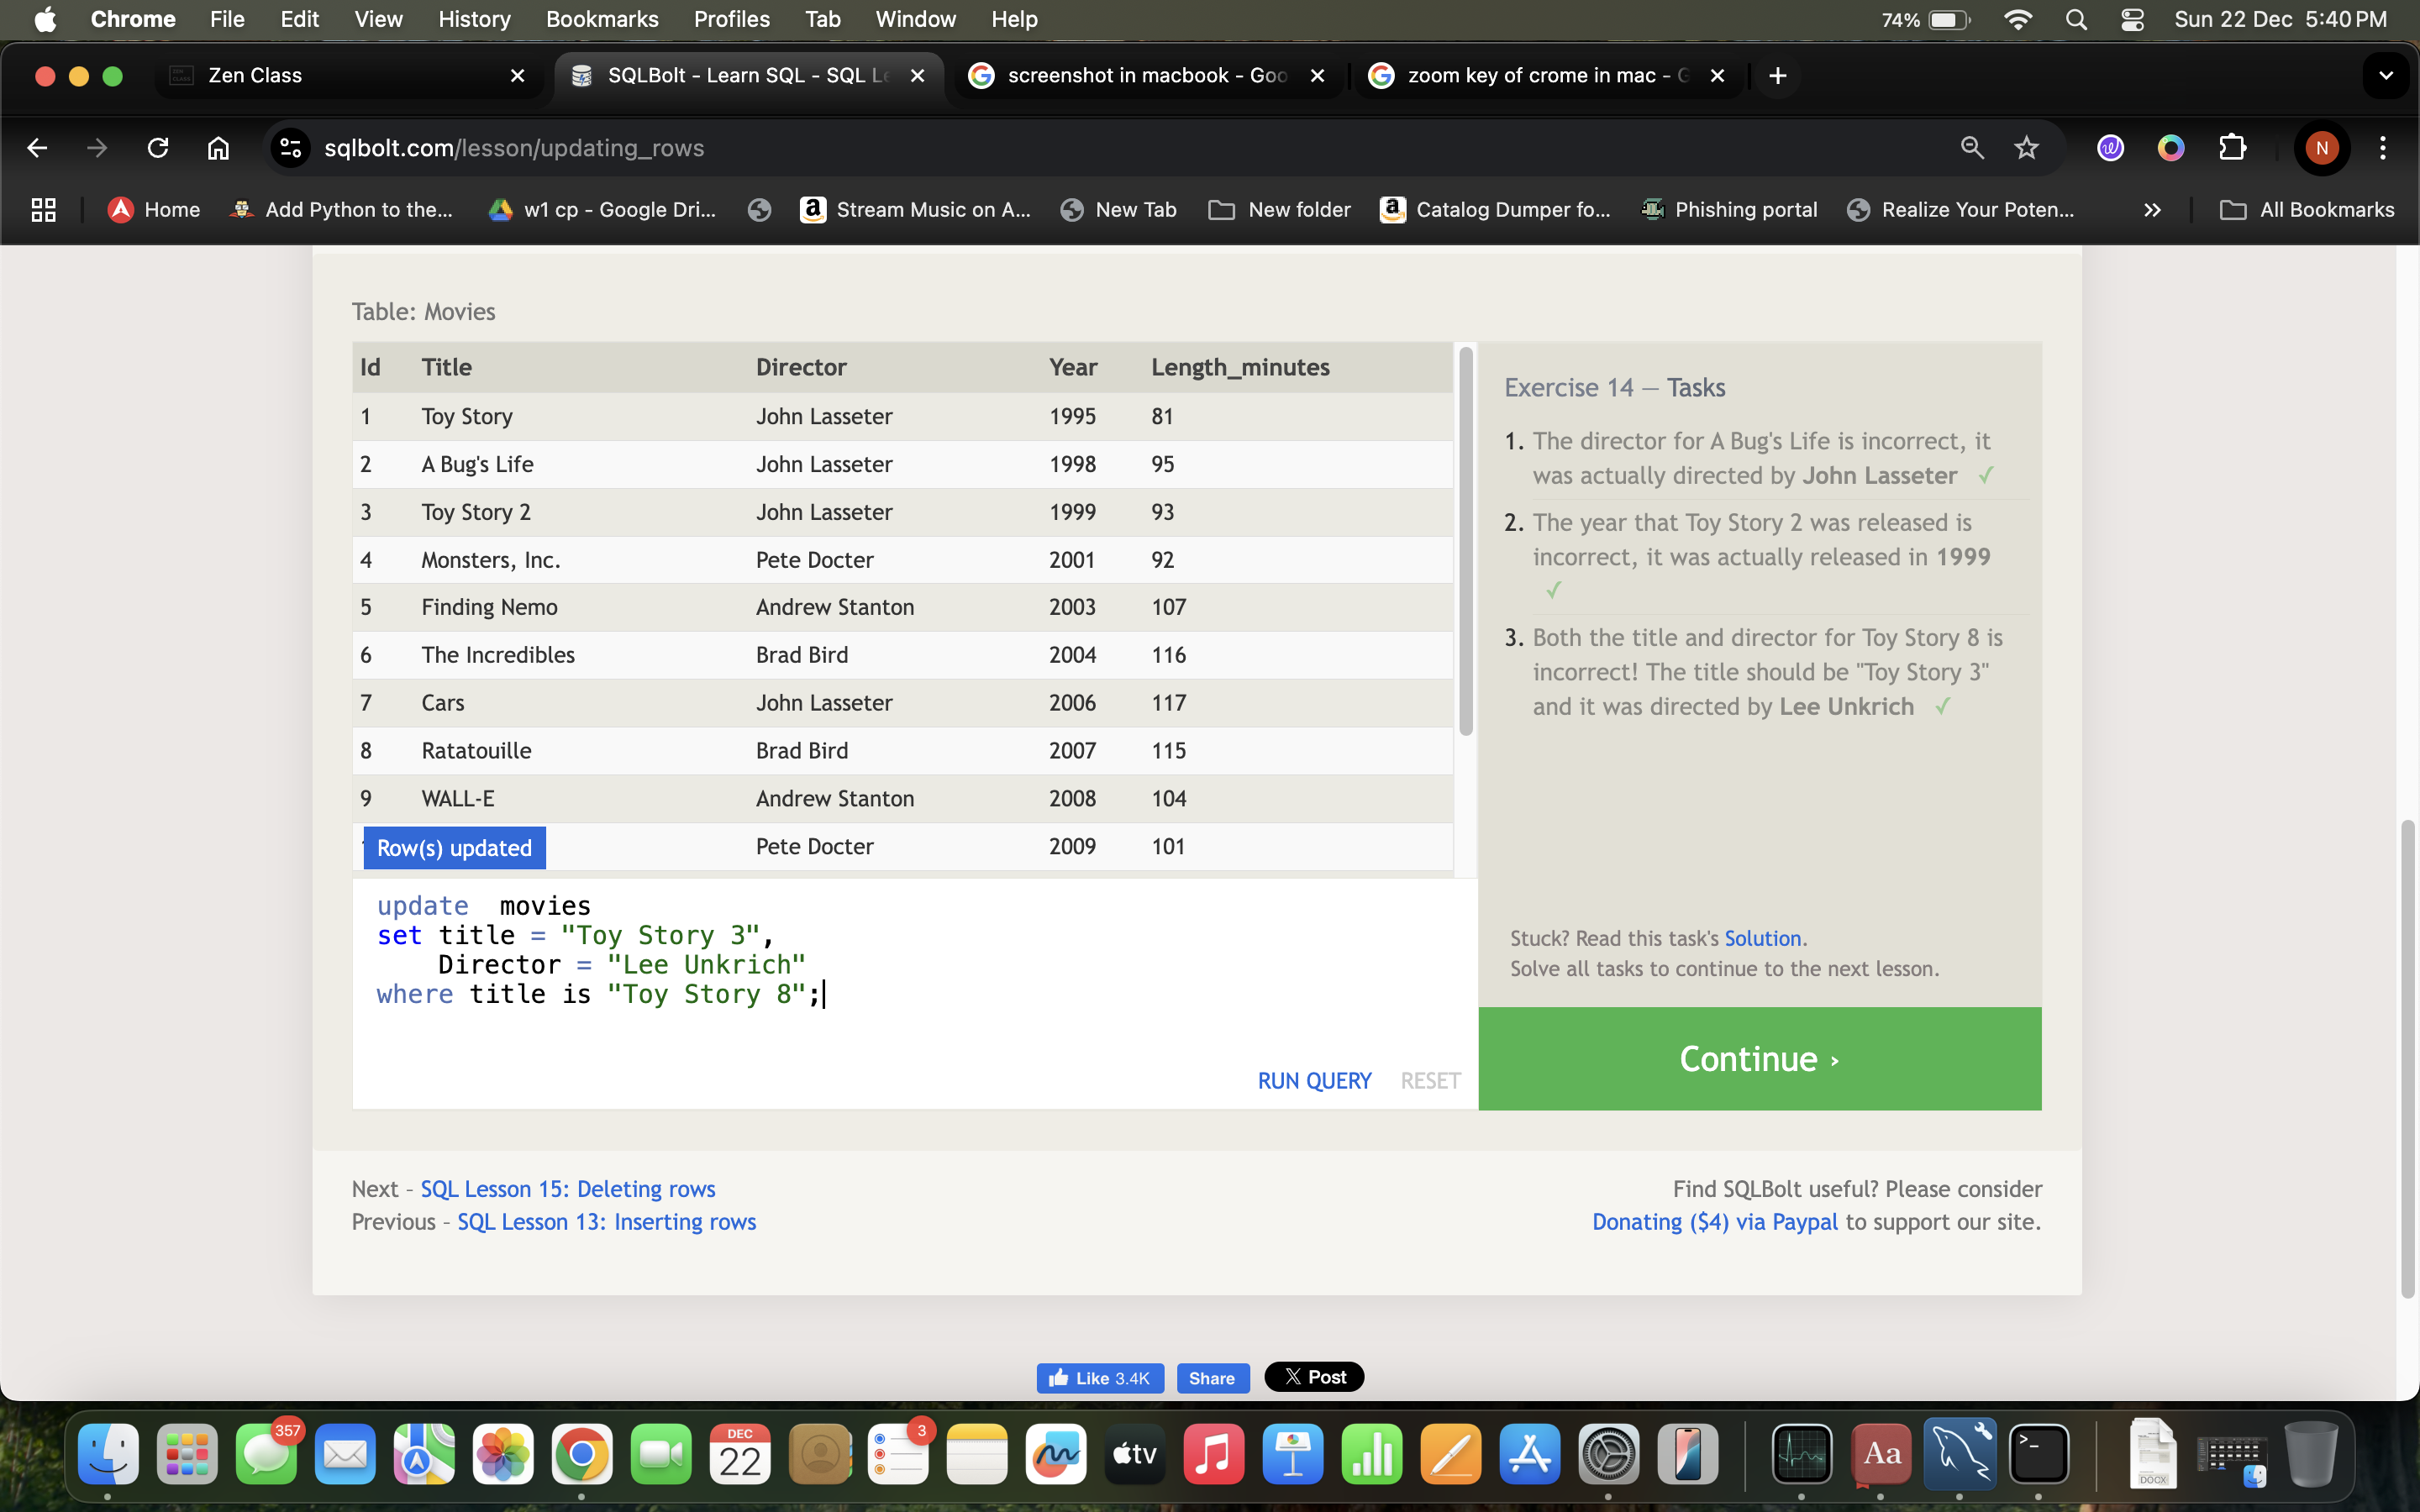 Chrome File Edit View History Bookmarks Profiles Tab Window Help 74% Sun 22 Dec 5:40 PM
Zen Class SQLBolt - Learn SQL - SQL Le screenshot in macbook - Goo zoom key of crome in mac - G
sqlbolt.com/lesson/updating_rows N
Home Add Python to the... w1 cp - Google Dri... Stream Music on A... New Tab New folder Catalog Dumper fo... Phishing portal Realize Your Poten... All Bookmarks
Table: Movies
Id Title Director Year Length_minutes
1 Toy Story John Lasseter 1995 81
2 A Bug's Life John Lasseter 1998 95
3 Toy Story 2 John Lasseter 1999 93
4 Monsters, Inc. Pete Docter 2001 92
5 Finding Nemo Andrew Stanton 2003 107
6 The Incredibles Brad Bird 2004 116
7 Cars John Lasseter 2006 117
8 Ratatouille Brad Bird 2007 115
9 WALL-E Andrew Stanton 2008 104
Row(s) updated Pete Docter 2009 101
update  movies
set title = "Toy Story 3",
    Director = "Lee Unkrich"
where title is "Toy Story 8";
RUN QUERY RESET
Exercise 14 — Tasks
1. The director for A Bug's Life is incorrect, it
was actually directed by John Lasseter ✓
2. The year that Toy Story 2 was released is
incorrect, it was actually released in 1999
✓
3. Both the title and director for Toy Story 8 is
incorrect! The title should be "Toy Story 3"
and it was directed by Lee Unkrich ✓
Stuck? Read this task's Solution.
Solve all tasks to continue to the next lesson.
Continue ›
Next – SQL Lesson 15: Deleting rows
Previous – SQL Lesson 13: Inserting rows
Find SQLBolt useful? Please consider
Donating ($4) via Paypal to support our site.
Like 3.4K Share X Post
357 DEC 22 3 tv Aa >_ DOCX